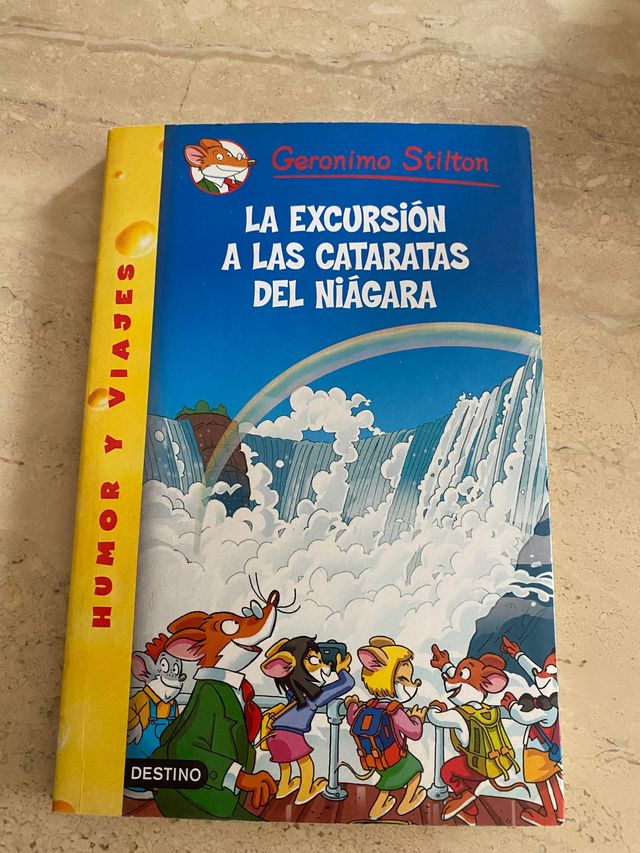 Geronimo Stilton
LA EXCURSIÓN
A LAS CATARATAS
DEL NIÁGARA
HUMOR Y VIAJES
DESTINO